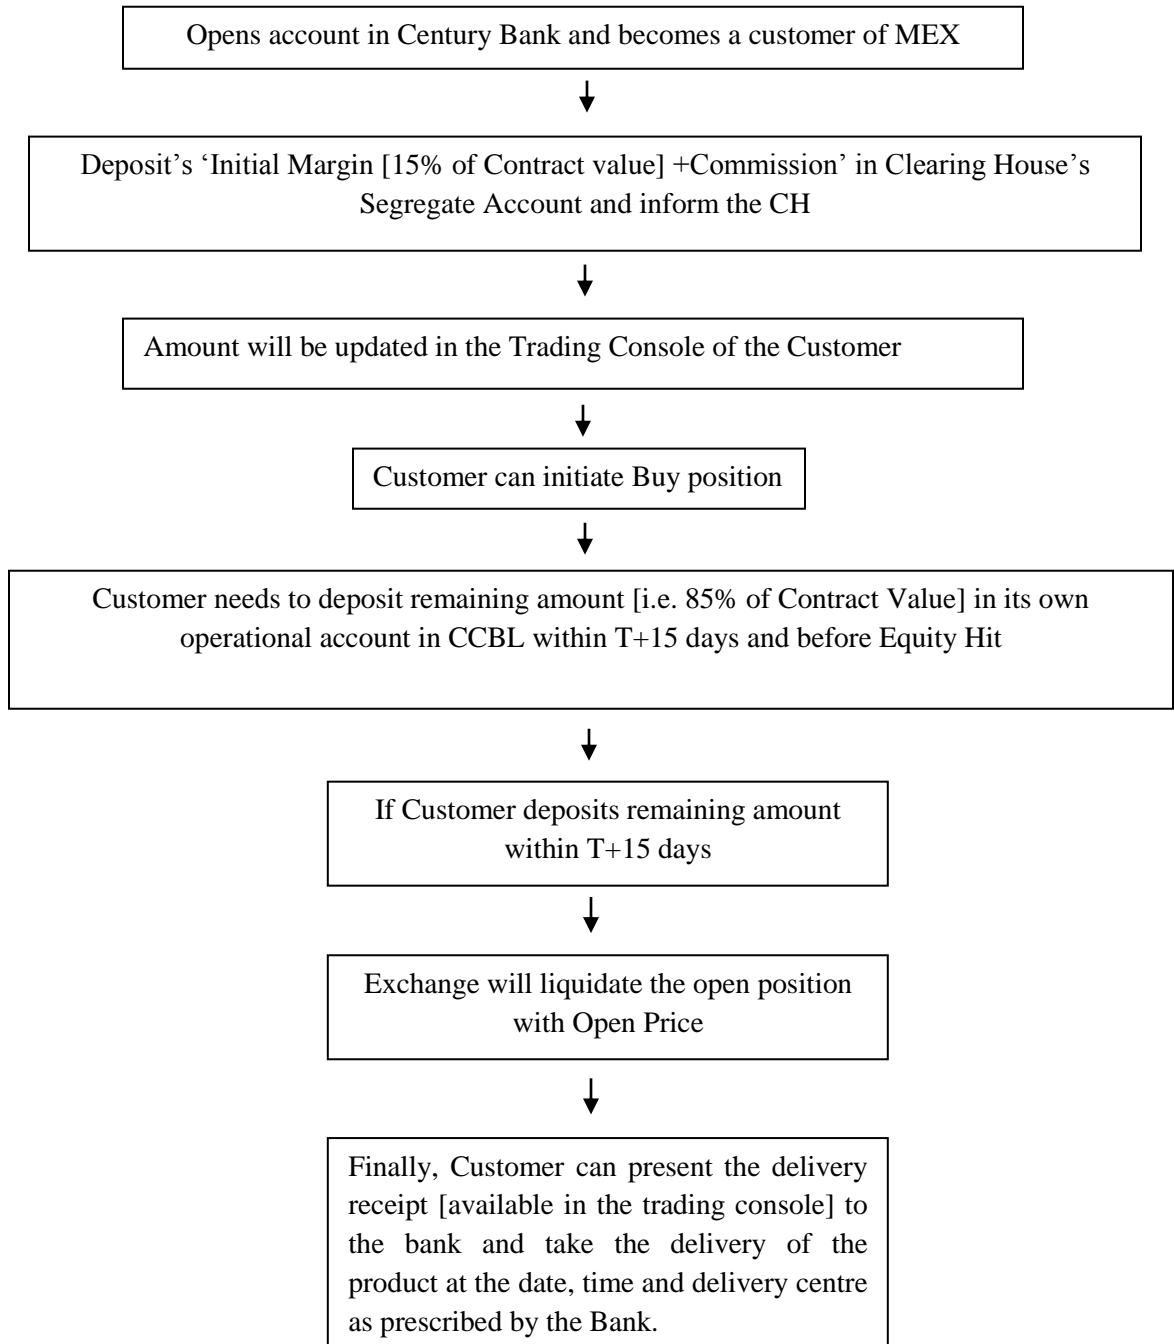 Opens account in Century Bank and becomes a customer of MEX
Deposit's ‘Initial Margin [15% of Contract value] +Commission’ in Clearing House’s
Segregate Account and inform the CH
Amount will be updated in the Trading Console of the Customer
Customer can initiate Buy position
Customer needs to deposit remaining amount [i.e. 85% of Contract Value] in its own
operational account in CCBL within T+15 days and before Equity Hit
If Customer deposits remaining amount
within T+15 days
Exchange will liquidate the open position
with Open Price
Finally, Customer can present the delivery
receipt [available in the trading console] to
the bank and take the delivery of the
product at the date, time and delivery centre
as prescribed by the Bank.